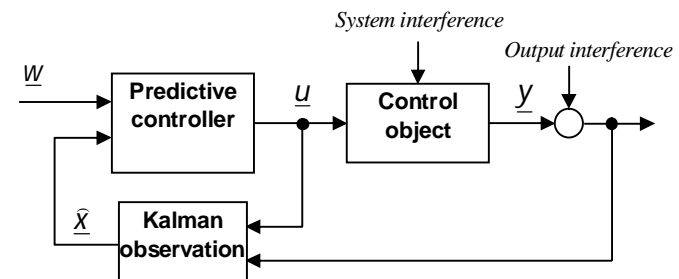 System interference
Output interference
w
Predictive
controller
u
Control
object
y
x̂
Kalman
observation